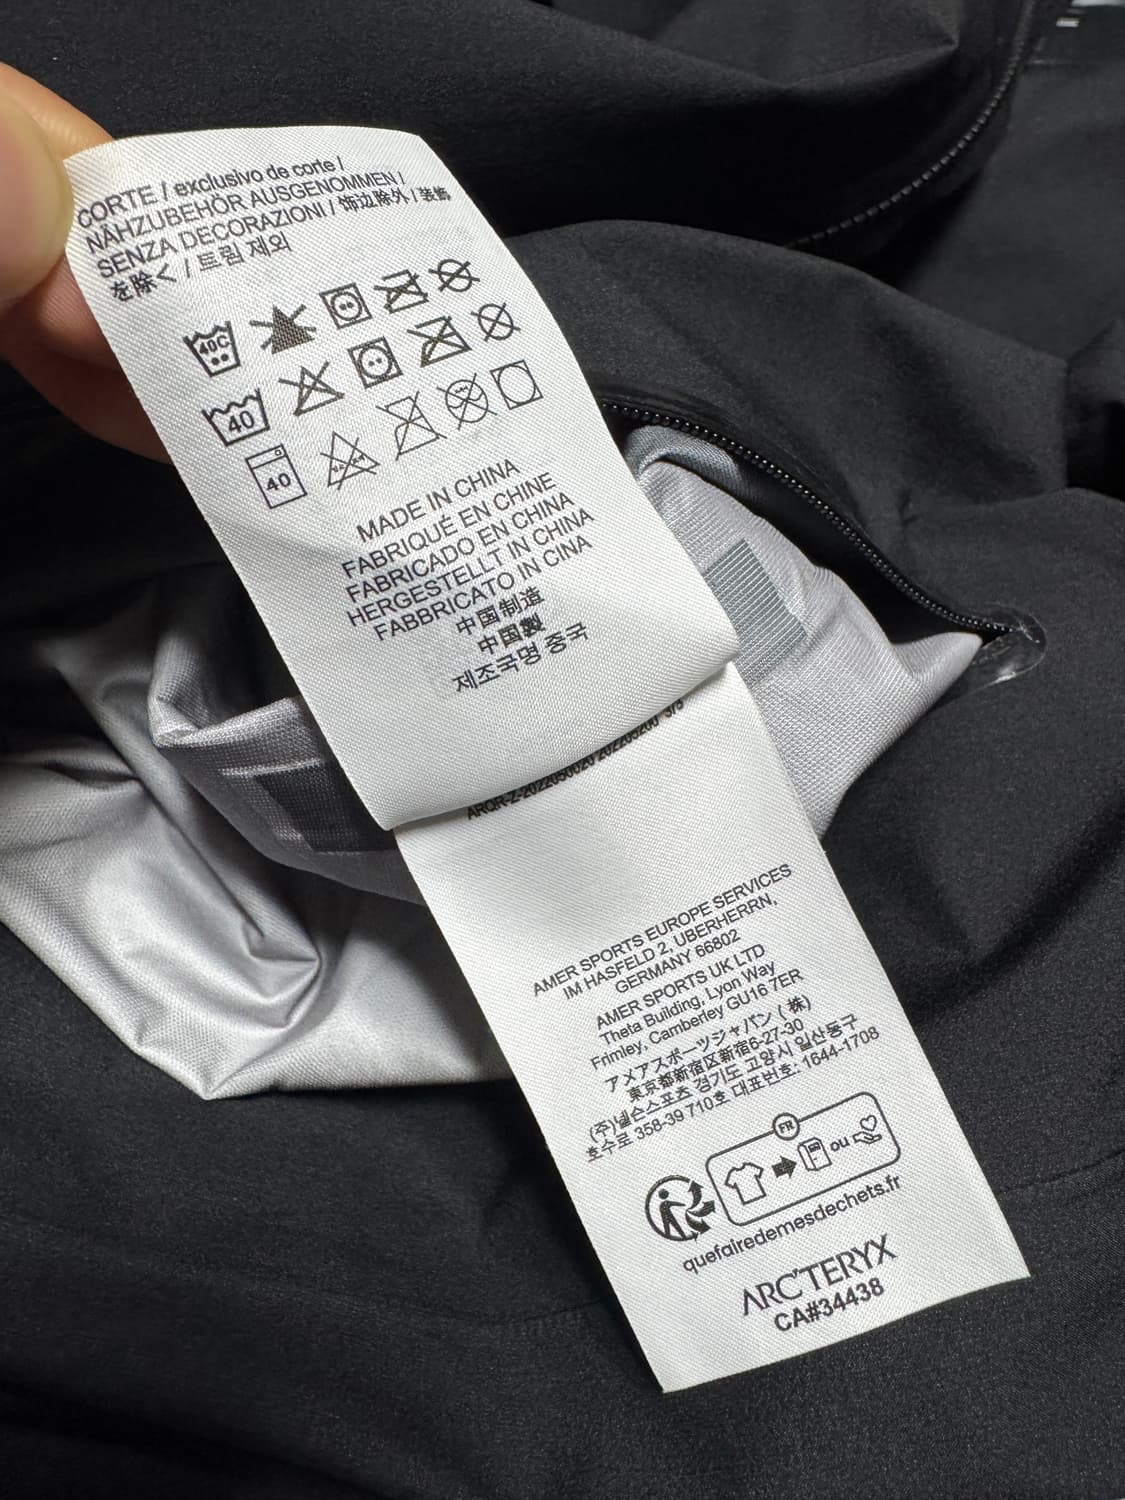 CORTE / exclusivo de corte /
NÄHZUBEHÖR AUSGENOMMEN /
SENZA DECORAZIONI / 饰边除外 / 装飾
を除く / 트림 제외
40C
40
40
MADE IN CHINA
FABRIQUÉ EN CHINE
FABRICADO EN CHINA
HERGESTELLT IN CHINA
FABBRICATO IN CINA
中国制造
中国製
제조국명 중국
AMER SPORTS EUROPE SERVICES
IM HASFELD 2, UBERHERRN,
GERMANY 66802
AMER SPORTS UK LTD
Theta Building, Lyon Way
Frimley, Camberley GU16 7ER
アメアスポーツジャパン (株)
東京都新宿区新宿6-27-30
(주)넬슨스포츠 경기도 고양시 일산동구
호수로 358-39 710호 대표번호: 1644-1708
FR
ou
quefairedemesdechets.fr
ARC'TERYX
CA#34438